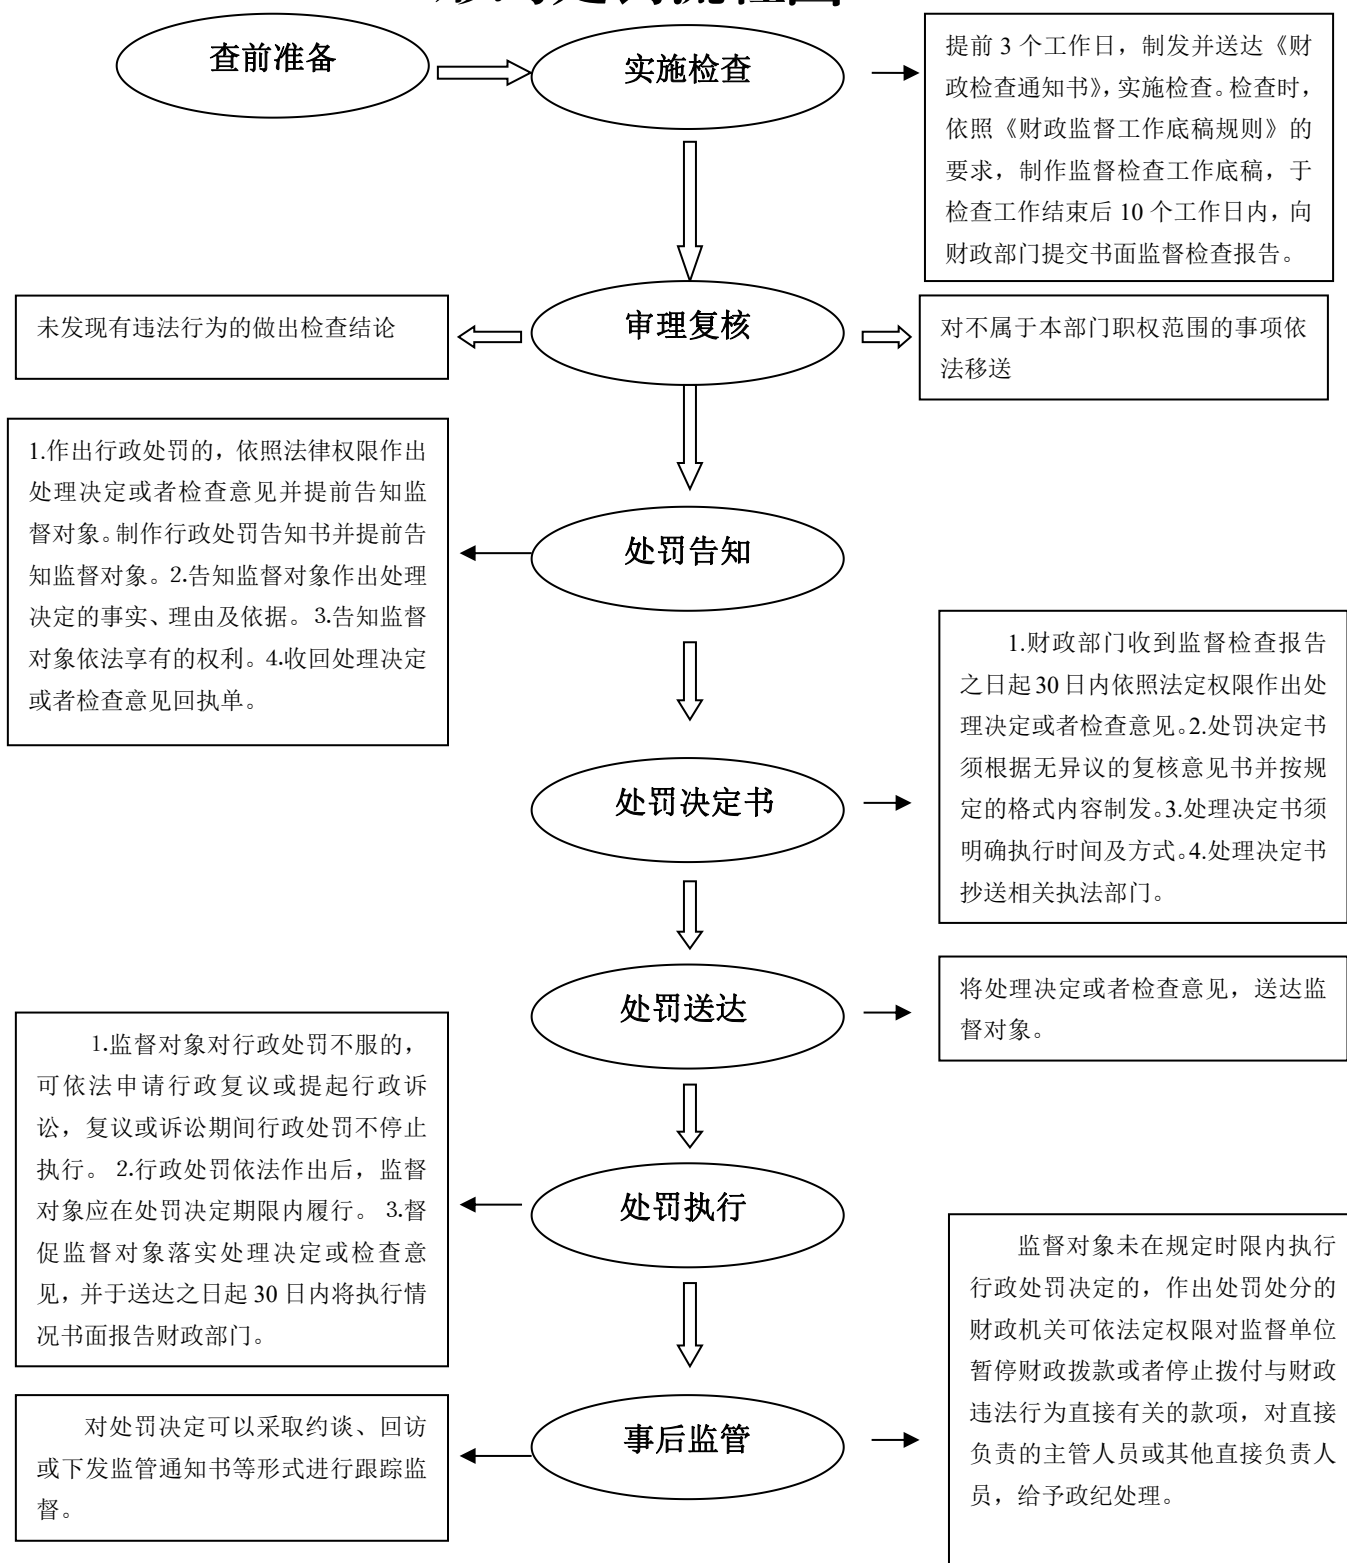 查前准备
实施检查
提前 3 个工作日，制发并送达《财
政检查通知书》，实施检查。检查时，
依照《财政监督工作底稿规则》的
要求，制作监督检查工作底稿，于
检查工作结束后 10 个工作日内，向
财政部门提交书面监督检查报告。
未发现有违法行为的做出检查结论
审理复核
对不属于本部门职权范围的事项依
法移送
1.作出行政处罚的，依照法律权限作出
处理决定或者检查意见并提前告知监
督对象。制作行政处罚告知书并提前告
知监督对象。2.告知监督对象作出处理
决定的事实、理由及依据。3.告知监督
对象依法享有的权利。4.收回处理决定
或者检查意见回执单。
处罚告知
1.财政部门收到监督检查报告
之日起 30 日内依照法定权限作出处
理决定或者检查意见。2.处罚决定书
须根据无异议的复核意见书并按规
定的格式内容制发。3.处理决定书须
明确执行时间及方式。4.处理决定书
抄送相关执法部门。
处罚决定书
处罚送达
将处理决定或者检查意见，送达监
督对象。
1.监督对象对行政处罚不服的，
可依法申请行政复议或提起行政诉
讼，复议或诉讼期间行政处罚不停止
执行。 2.行政处罚依法作出后，监督
对象应在处罚决定期限内履行。 3.督
促监督对象落实处理决定或检查意
见，并于送达之日起 30 日内将执行情
况书面报告财政部门。
处罚执行
监督对象未在规定时限内执行
行政处罚决定的，作出处罚处分的
财政机关可依法定权限对监督单位
暂停财政拨款或者停止拨付与财政
违法行为直接有关的款项，对直接
负责的主管人员或其他直接负责人
员，给予政纪处理。
对处罚决定可以采取约谈、回访
或下发监管通知书等形式进行跟踪监
督。
事后监管